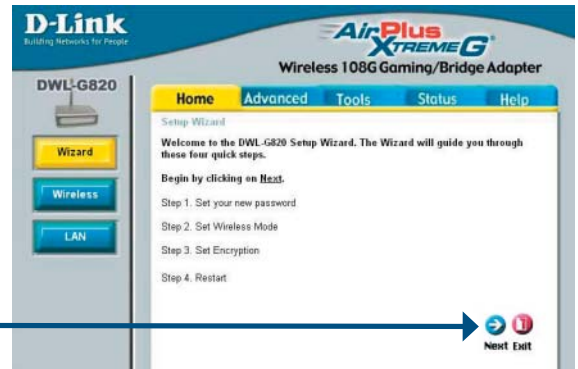 D-Link
Building Networks for People
AirPlus
XTREME G
Wireless 108G Gaming/Bridge Adapter
DWL-G820
Home Advanced Tools Status Help
Wizard
Wireless
LAN
Setup Wizard
Welcome to the DWL-G820 Setup Wizard. The Wizard will guide you through
these four quick steps.
Begin by clicking on Next.
Step 1. Set your new password
Step 2. Set Wireless Mode
Step 3. Set Encryption
Step 4. Restart
Next Exit